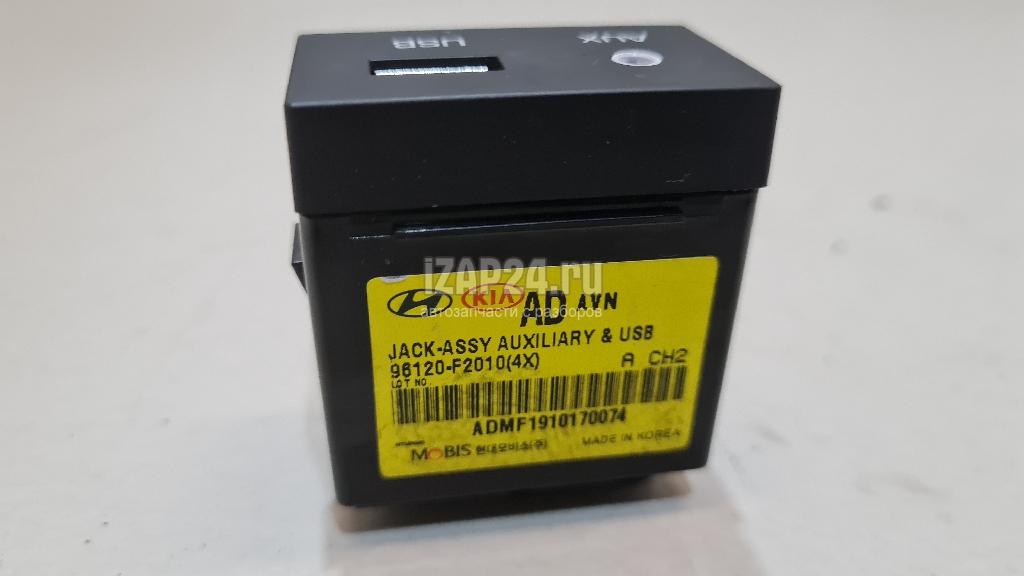 USB AUX
iZAP24.ru
автозапчасти с разборов
KIA AD AVN
JACK-ASSY AUXILIARY & USB
96120-F2010(4X) A CH2
LOT NO.
ADMF1910170074
HYUNDAI
MOBIS 현대모비스(주) MADE IN KOREA